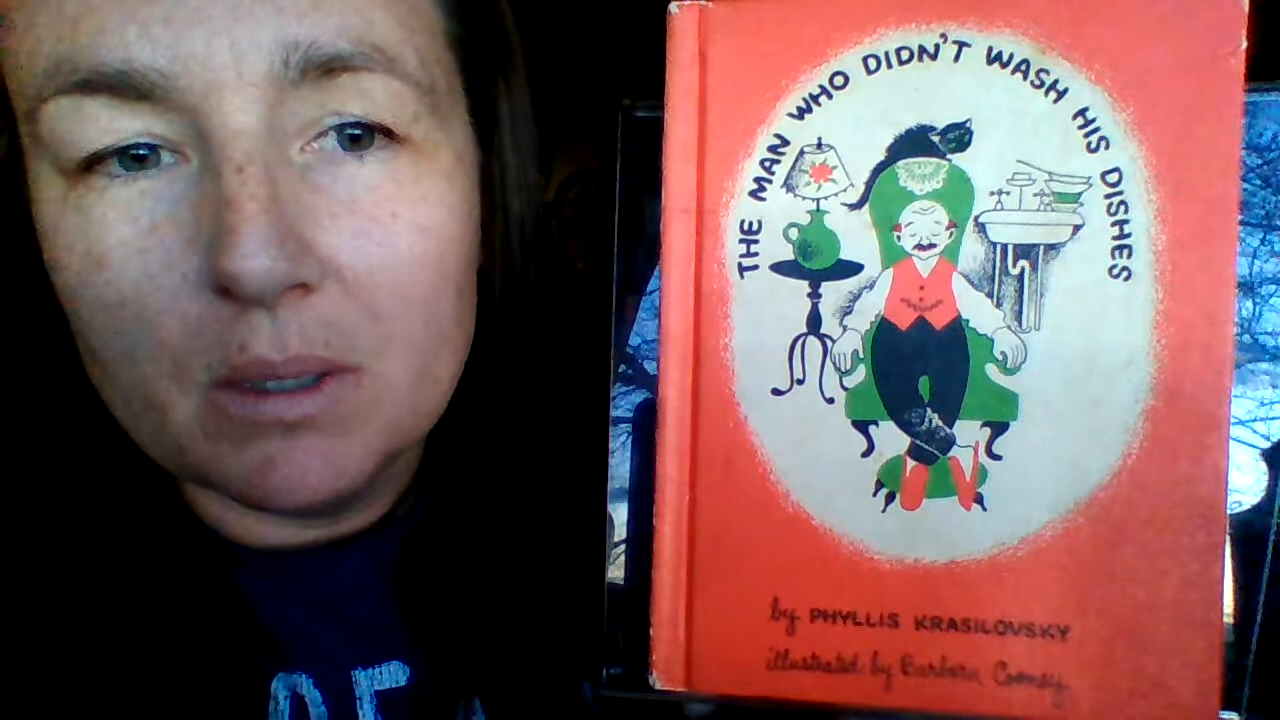 THE MAN WHO DIDN'T WASH HIS DISHES
by PHYLLIS KRASILOVSKY
illustrated by Barbara Cooney